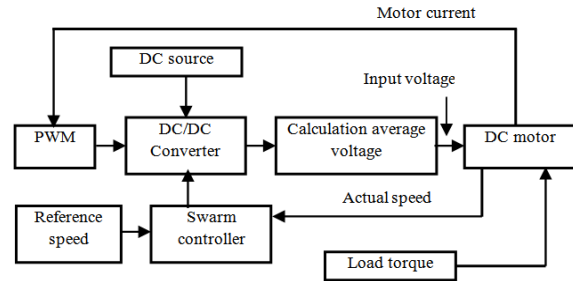 Motor current
DC source
Input voltage
PWM
DC/DC
Converter
Calculation average
voltage
DC motor
Actual speed
Reference
speed
Swarm
controller
Load torque